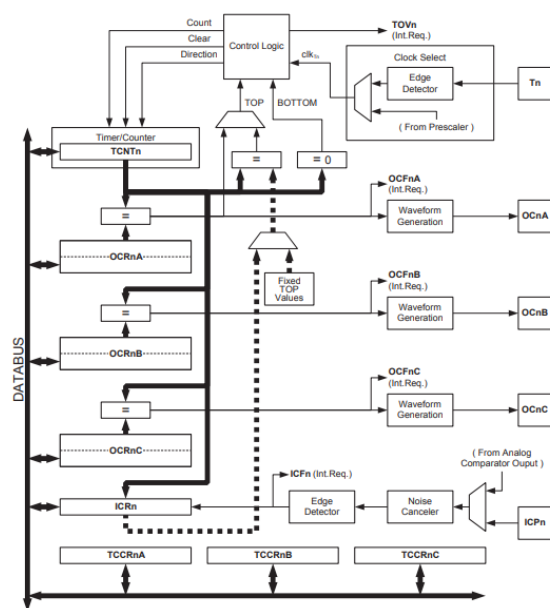 Count
Clear
Direction
Control Logic
TOVn
(Int.Req.)
clkTn
Clock Select
Edge
Detector
Tn
( From Prescaler )
TOP
BOTTOM
Timer/Counter
TCNTn
=
= 0
=
OCFnA
(Int.Req.)
Waveform
Generation
OCnA
OCRnA
Fixed
TOP
Values
OCFnB
(Int.Req.)
=
Waveform
Generation
OCnB
OCRnB
DATABUS
OCFnC
(Int.Req.)
=
Waveform
Generation
OCnC
OCRnC
( From Analog
Comparator Ouput )
ICFn (Int.Req.)
ICRn
Edge
Detector
Noise
Canceler
ICPn
TCCRnA
TCCRnB
TCCRnC